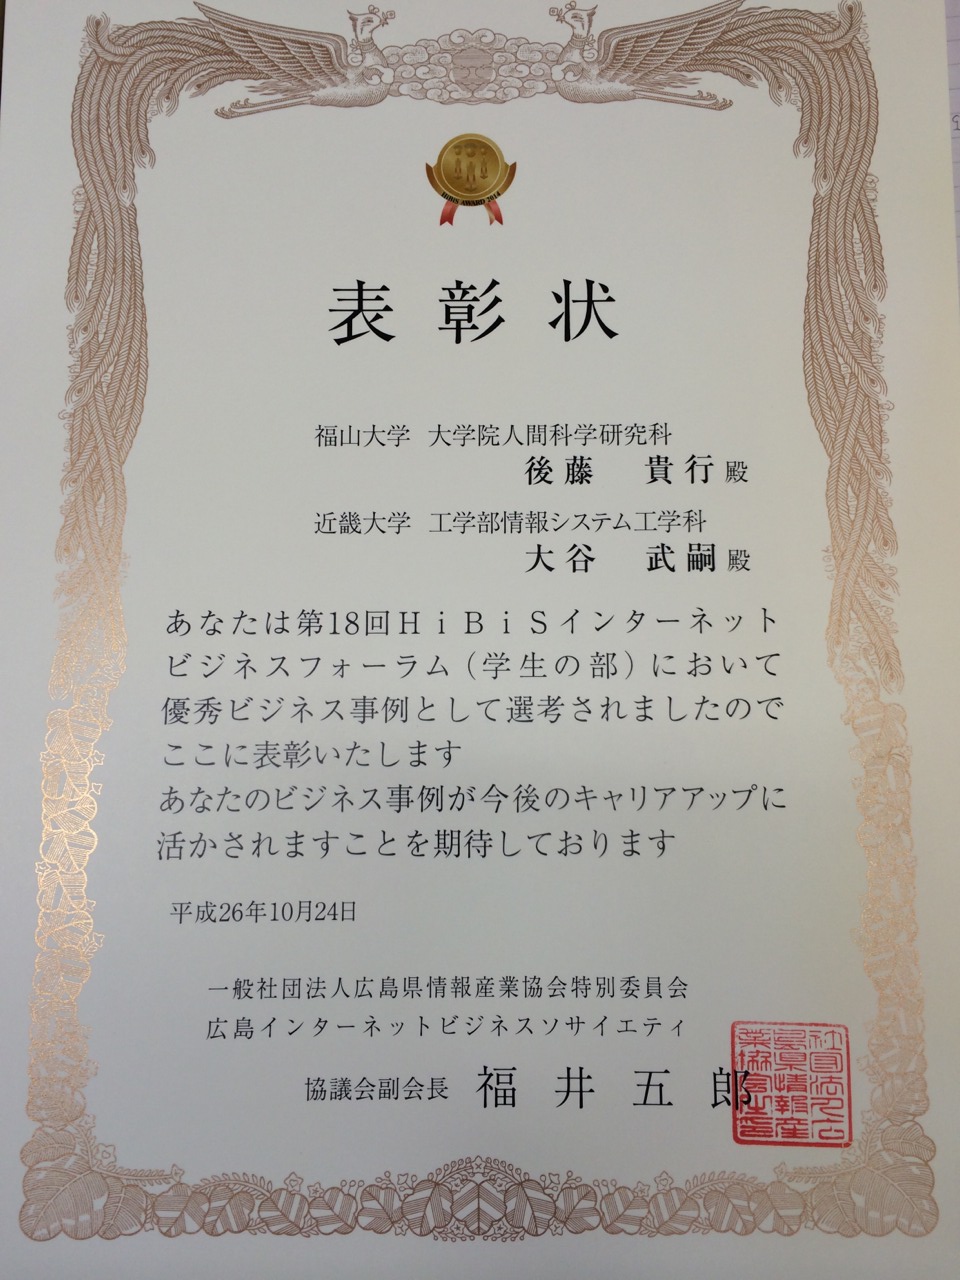 HiBiS AWARD 2014
表彰状
福山大学 大学院人間科学研究科
後藤 貴行 殿
近畿大学 工学部情報システム工学科
大谷 武嗣 殿
あなたは第18回HiBiSインターネット
ビジネスフォーラム(学生の部)において
優秀ビジネス事例として選考されましたので
ここに表彰いたします
あなたのビジネス事例が今後のキャリアアップに
活かされますことを期待しております
平成26年10月24日
一般社団法人広島県情報産業協会特別委員会
広島インターネットビジネスソサイエティ
協議会副会長 福井五郎